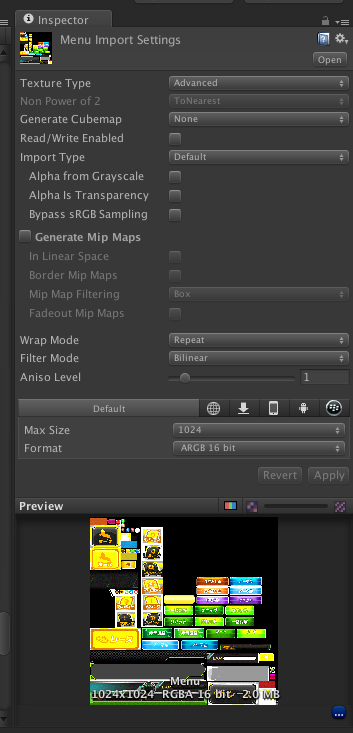 Inspector
Menu Import Settings
Open
Texture Type Advanced
Non Power of 2 ToNearest
Generate Cubemap None
Read/Write Enabled
Import Type Default
Alpha from Grayscale
Alpha Is Transparency
Bypass sRGB Sampling
Generate Mip Maps
In Linear Space
Border Mip Maps
Mip Map Filtering Box
Fadeout Mip Maps
Wrap Mode Repeat
Filter Mode Bilinear
Aniso Level 1
Default
Max Size 1024
Format ARGB 16 bit
Revert Apply
Preview
Menu
1024x1024 RGBA 16 bit 2.0 MB